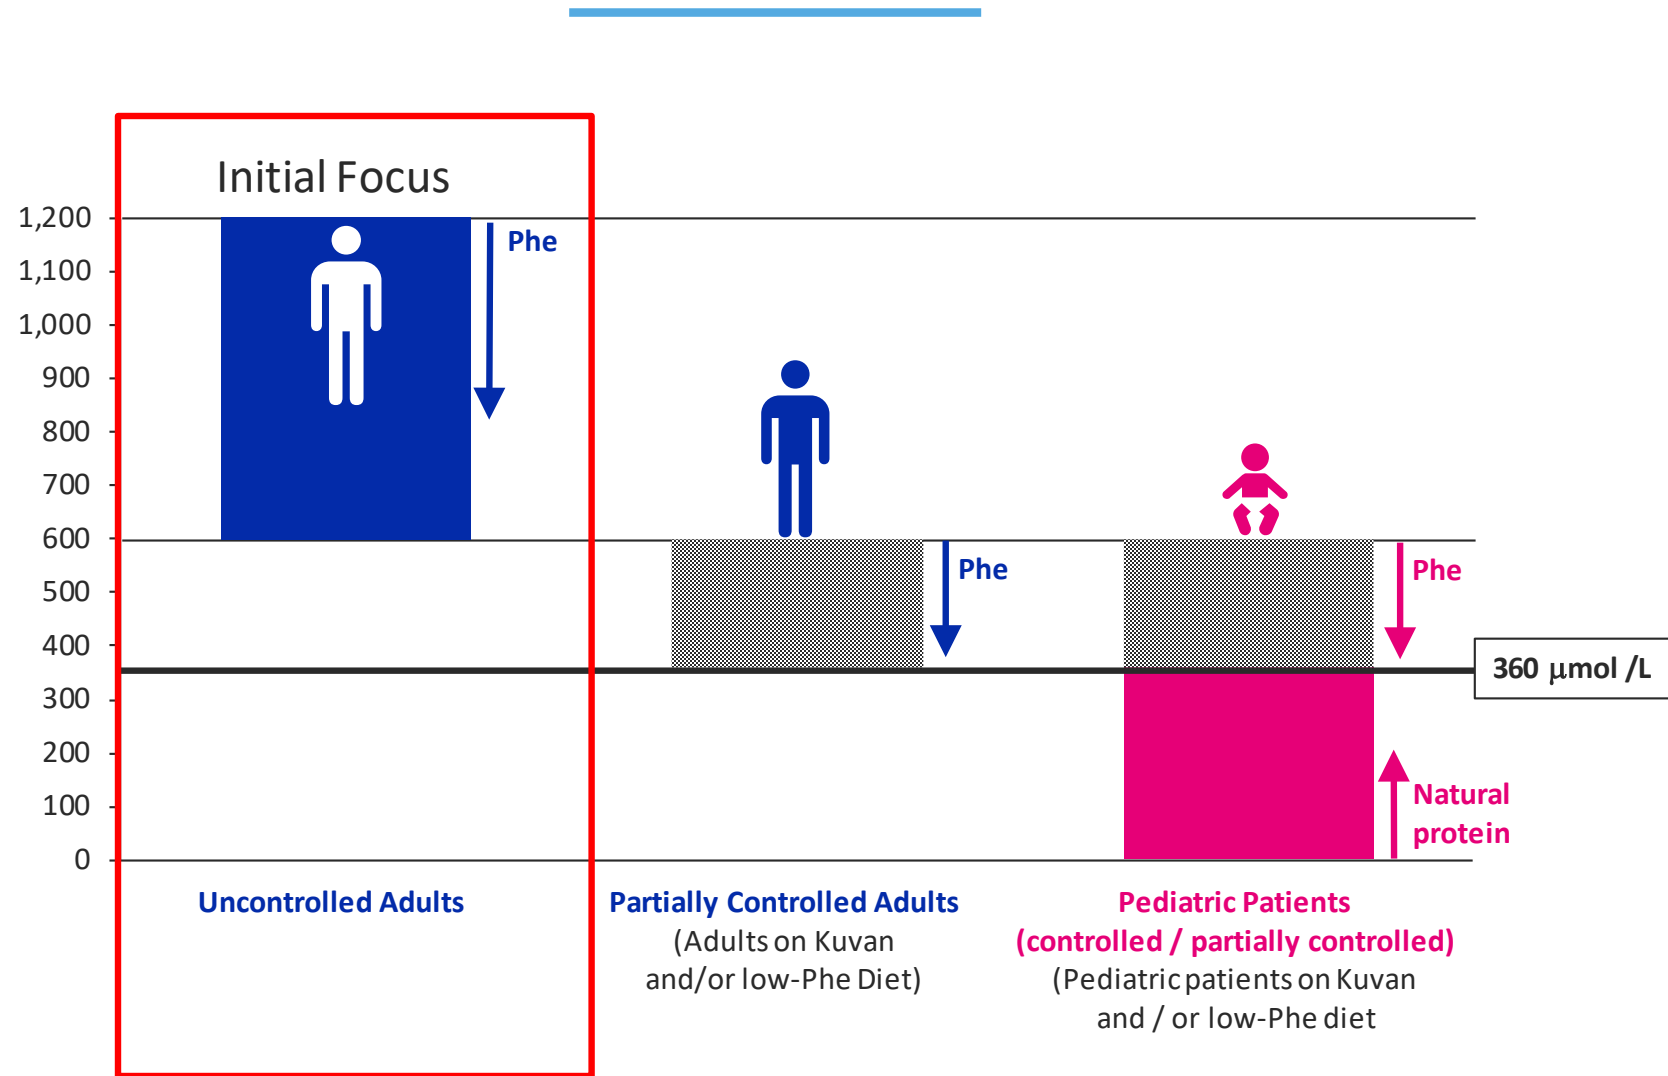 Initial Focus
1,200
1,100
1,000
900
800
700
600
500
400
300
200
100
0
Phe
Phe
Phe
360 μmol /L
Natural
protein
Uncontrolled Adults
Partially Controlled Adults
(Adults on Kuvan
and/or low-Phe Diet)
Pediatric Patients
(controlled / partially controlled)
(Pediatric patients on Kuvan
and / or low-Phe diet